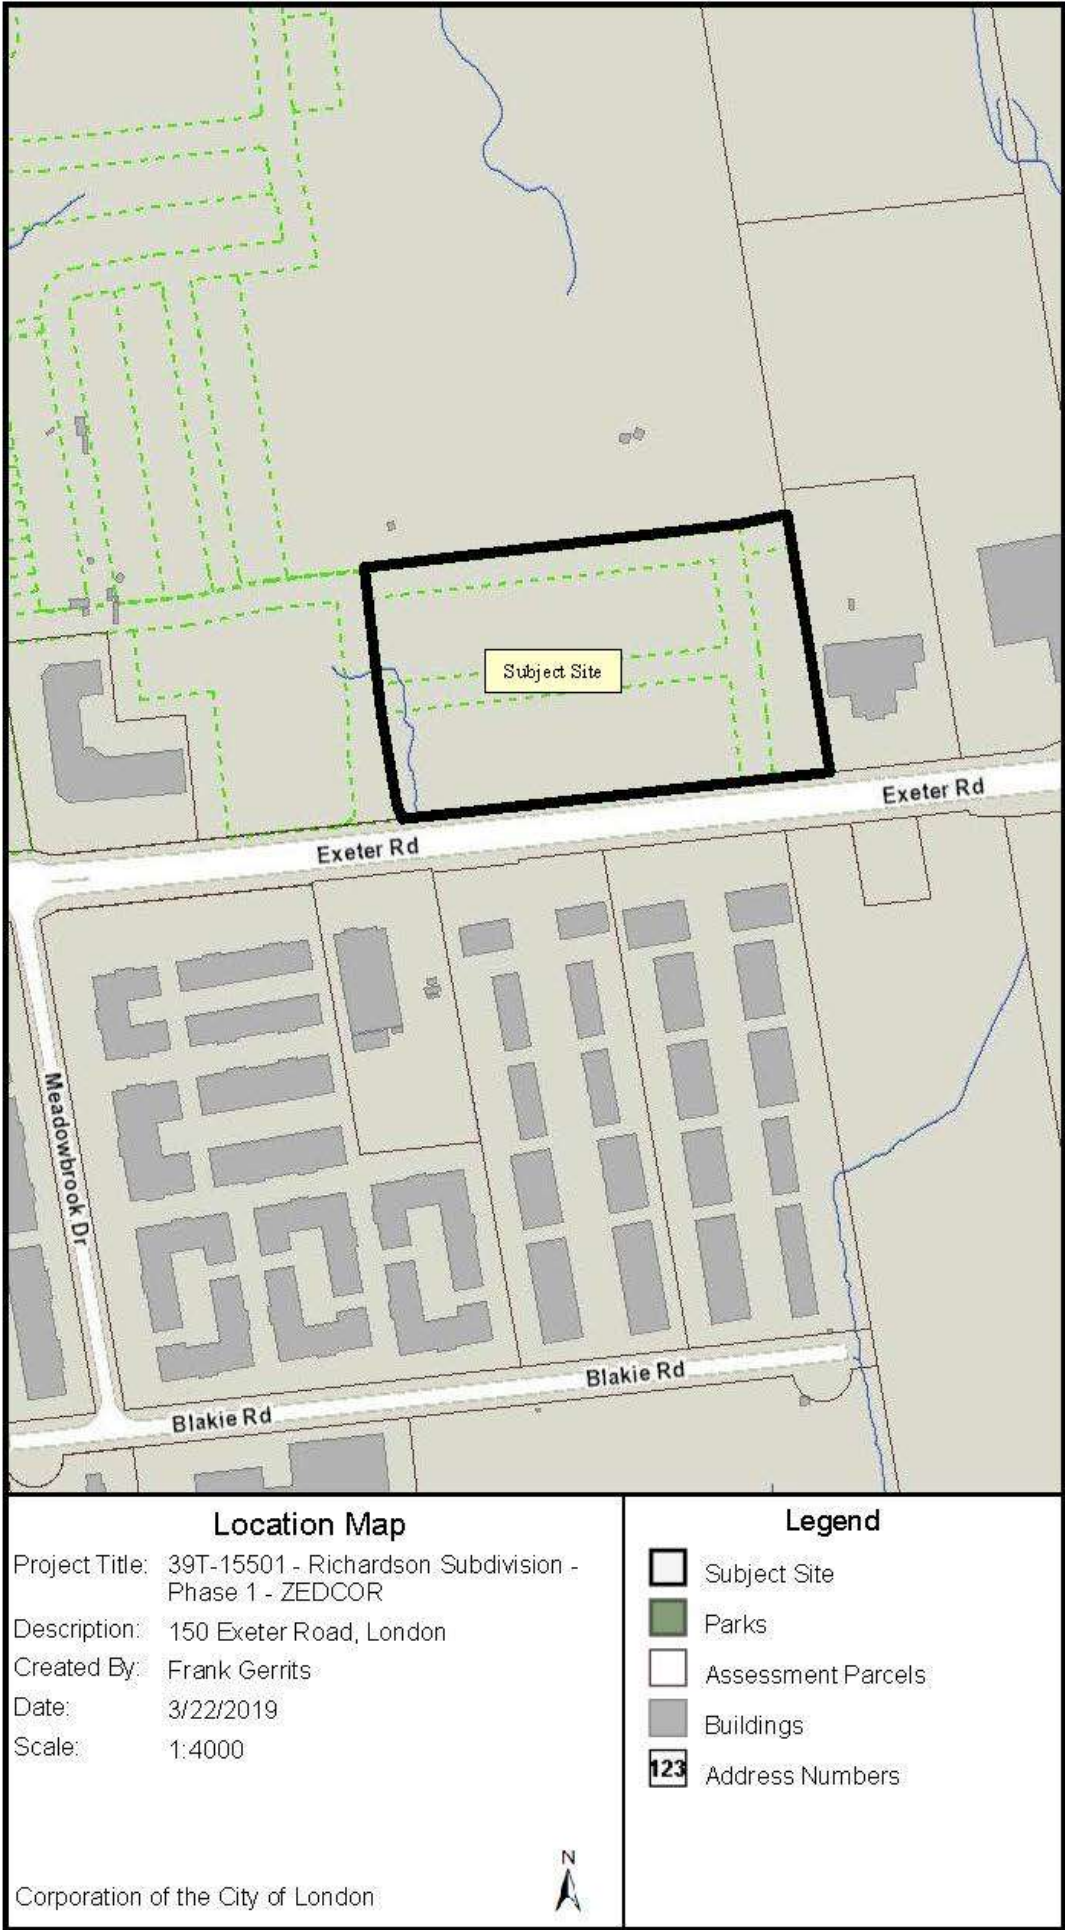 Subject Site
Exeter Rd
Exeter Rd
Meadowbrook Dr
Blakie Rd
Blakie Rd
Location Map
Project Title: 39T-15501 - Richardson Subdivision -
Phase 1 - ZEDCOR
Description: 150 Exeter Road, London
Created By: Frank Gerrits
Date: 3/22/2019
Scale: 1:4000
Corporation of the City of London
N
Legend
Subject Site
Parks
Assessment Parcels
Buildings
123 Address Numbers